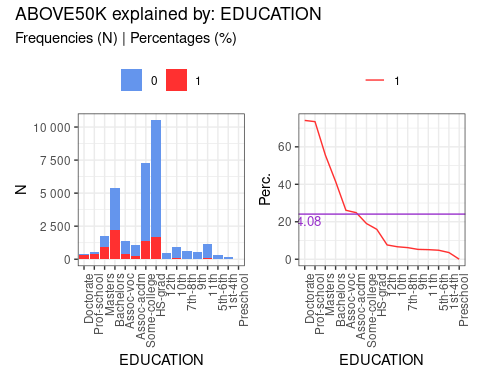 ABOVE50K explained by: EDUCATION
Frequencies (N) | Percentages (%)
0 1
1
N
10 000
7 500
5 000
2 500
0
Doctorate
Prof-school
Masters
Bachelors
Assoc-voc
Assoc-acdm
Some-college
HS-grad
12th
10th
7th-8th
9th
11th
5th-6th
1st-4th
Preschool
EDUCATION
Perc.
60
40
20
0
4.08
Doctorate
Prof-school
Masters
Bachelors
Assoc-voc
Assoc-acdm
Some-college
HS-grad
12th
10th
7th-8th
9th
11th
5th-6th
1st-4th
Preschool
EDUCATION